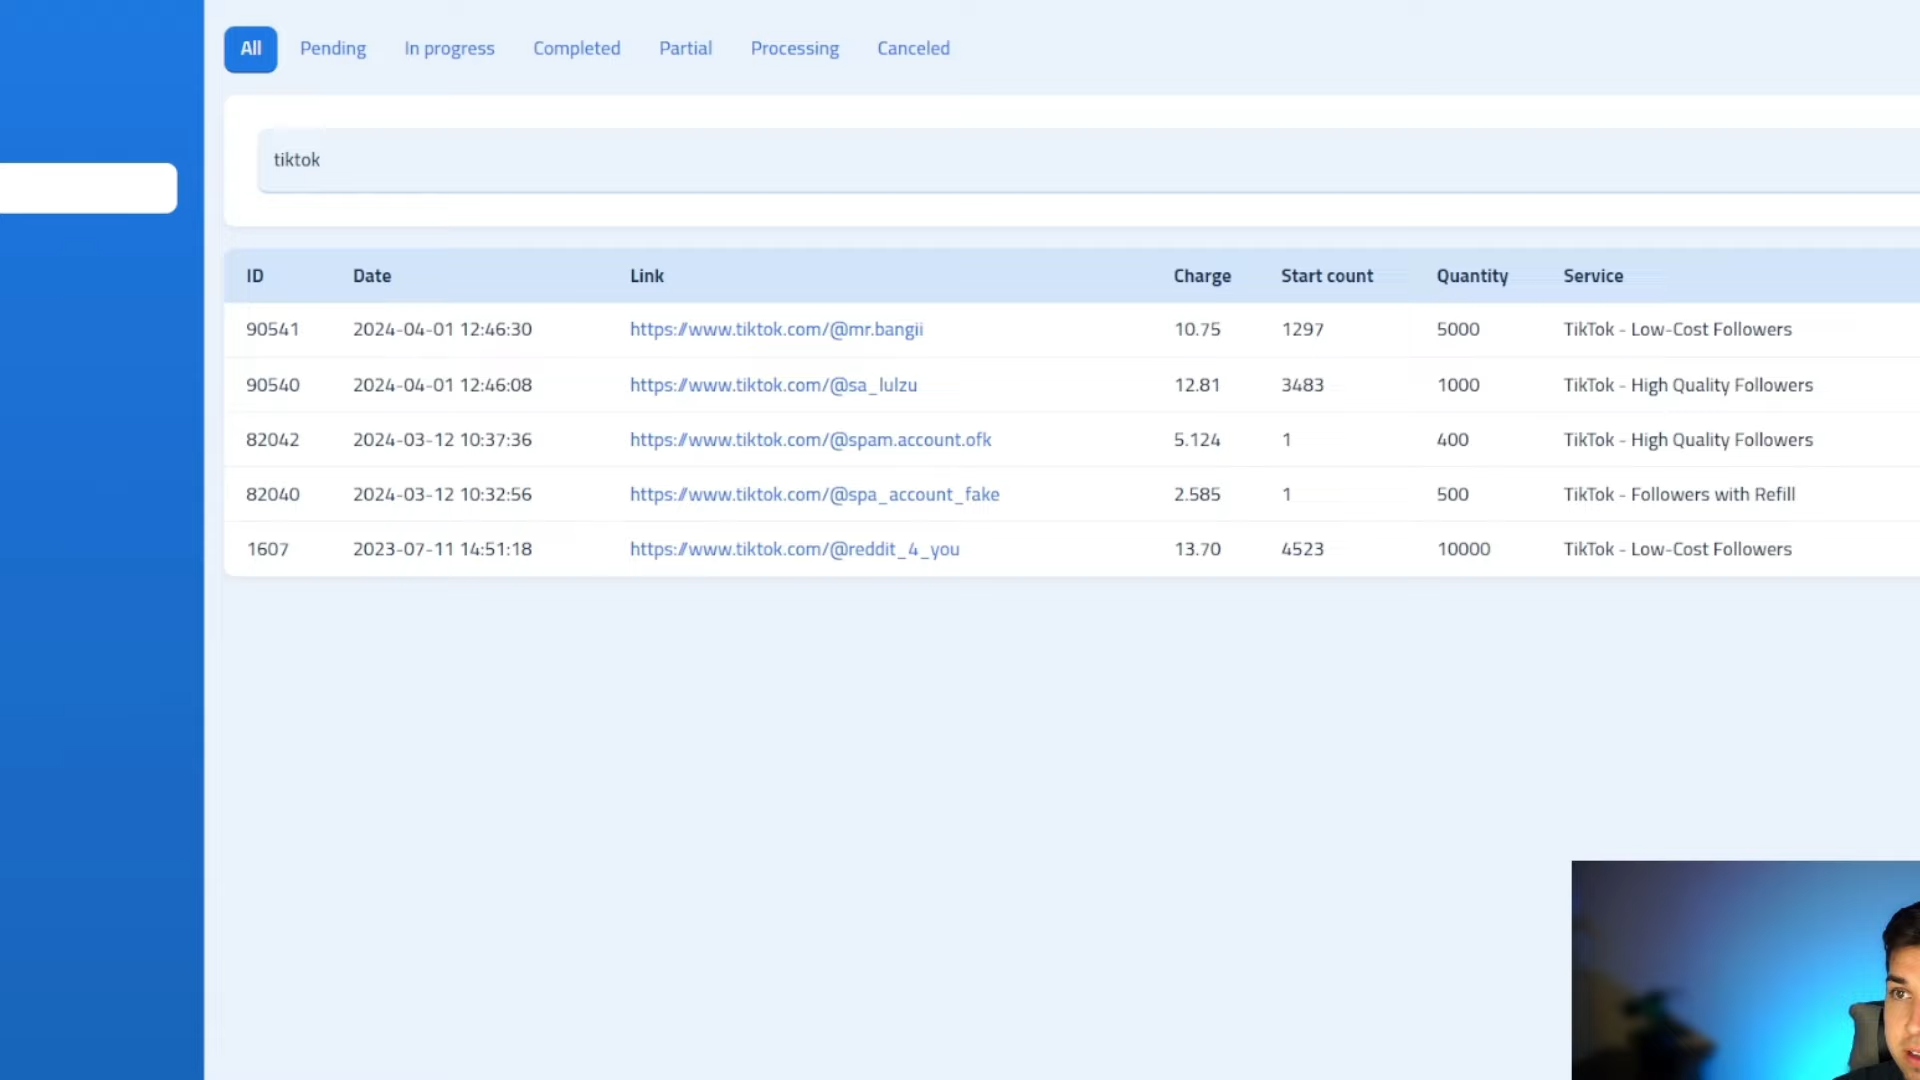 All Pending In progress Completed Partial Processing Canceled
tiktok
ID Date Link Charge Start count Quantity Service
90541 2024-04-01 12:46:30 https://www.tiktok.com/@mr.bangii 10.75 1297 5000 TikTok - Low-Cost Followers
90540 2024-04-01 12:46:08 https://www.tiktok.com/@sa_lulzu 12.81 3483 1000 TikTok - High Quality Followers
82042 2024-03-12 10:37:36 https://www.tiktok.com/@spam.account.ofk 5.124 1 400 TikTok - High Quality Followers
82040 2024-03-12 10:32:56 https://www.tiktok.com/@spa_account_fake 2.585 1 500 TikTok - Followers with Refill
1607 2023-07-11 14:51:18 https://www.tiktok.com/@reddit_4_you 13.70 4523 10000 TikTok - Low-Cost Followers